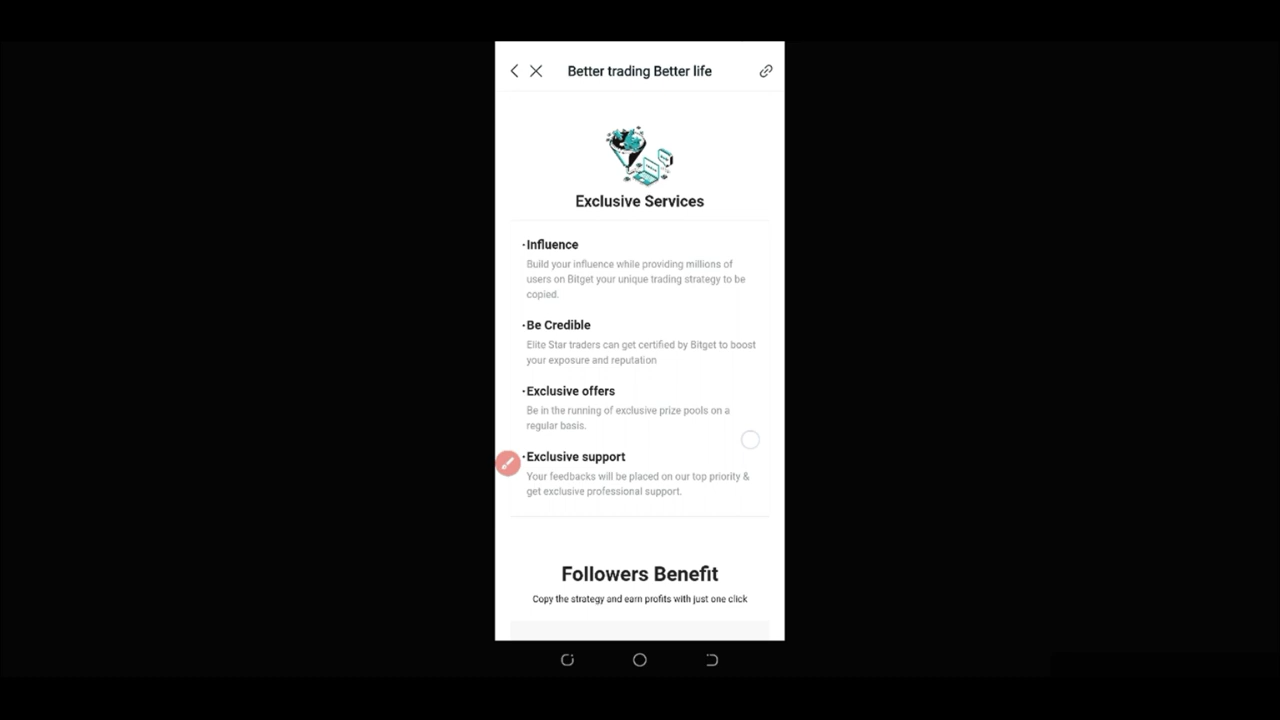 Better trading Better life
Exclusive Services
·Influence
Build your influence while providing millions of
users on Bitget your unique trading strategy to be
copied.
·Be Credible
Elite Star traders can get certified by Bitget to boost
your exposure and reputation
·Exclusive offers
Be in the running of exclusive prize pools on a
regular basis.
·Exclusive support
Your feedbacks will be placed on our top priority &
get exclusive professional support.
Followers Benefit
Copy the strategy and earn profits with just one click